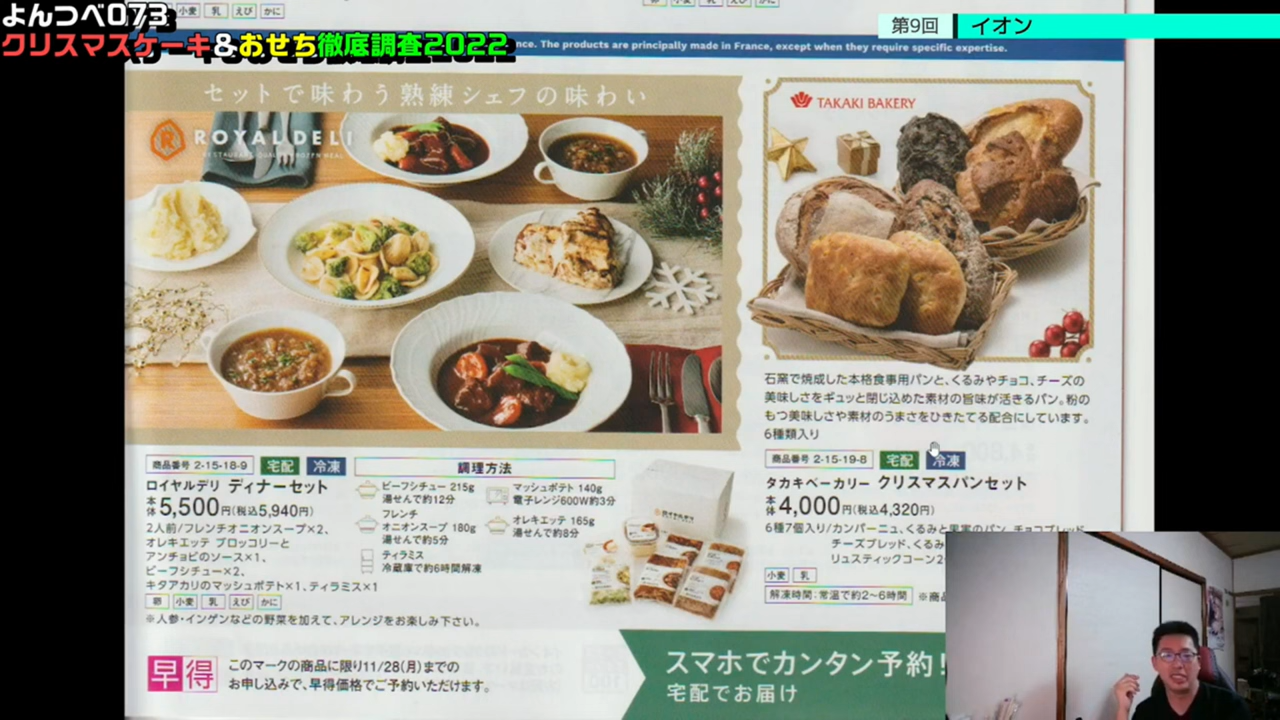 よんつべ073
クリスマスケーキ&おせち徹底調査2022
第9回 イオン
小麦 乳 えび かに
nce. The products are principally made in France, except when they require specific expertise.
セットで味わう熟練シェフの味わい
ROYAL DELI
TAKAKI BAKERY
石窯で焼成した本格食事用パンと、くるみやチョコ、チーズの
美味しさをギュッと閉じ込めた素材の旨味が活きるパン。粉の
もつ美味しさや素材のうまさをひきたてる配合にしています。
6種類入り
商品番号 2-15-18-9 宅配 冷凍
ロイヤルデリ ディナーセット
本体5,500円(税込5,940円)
2人前/フレンチオニオンスープ×2、
オレキエッテ ブロッコリーと
アンチョビのソース×1、
ビーフシチュー×2、
キタアカリのマッシュポテト×1、ティラミス×1
卵 小麦 乳 えび かに
※人参・インゲンなどの野菜を加えて、アレンジをお楽しみ下さい。
調理方法
ビーフシチュー 215g
湯せんで約12分
フレンチ
オニオンスープ 180g
湯せんで約5分
ティラミス
冷蔵庫で約6時間解凍
マッシュポテト 140g
電子レンジ600W約3分
オレキエッテ 165g
湯せんで約8分
商品番号 2-15-19-8 宅配 冷凍
タカキベーカリー クリスマスパンセット
本体4,000円(税込4,320円)
6種7個入り/カンパーニュ、くるみと果実のパン、チョコブレッド、
チーズブレッド、くるみ
リュスティックコーン2
小麦 乳
解凍時間:常温で約2~6時間 ※商品
早得
このマークの商品に限り11/28(月)までの
お申し込みで、早得価格でご予約いただけます。
スマホでカンタン予約!
宅配でお届け